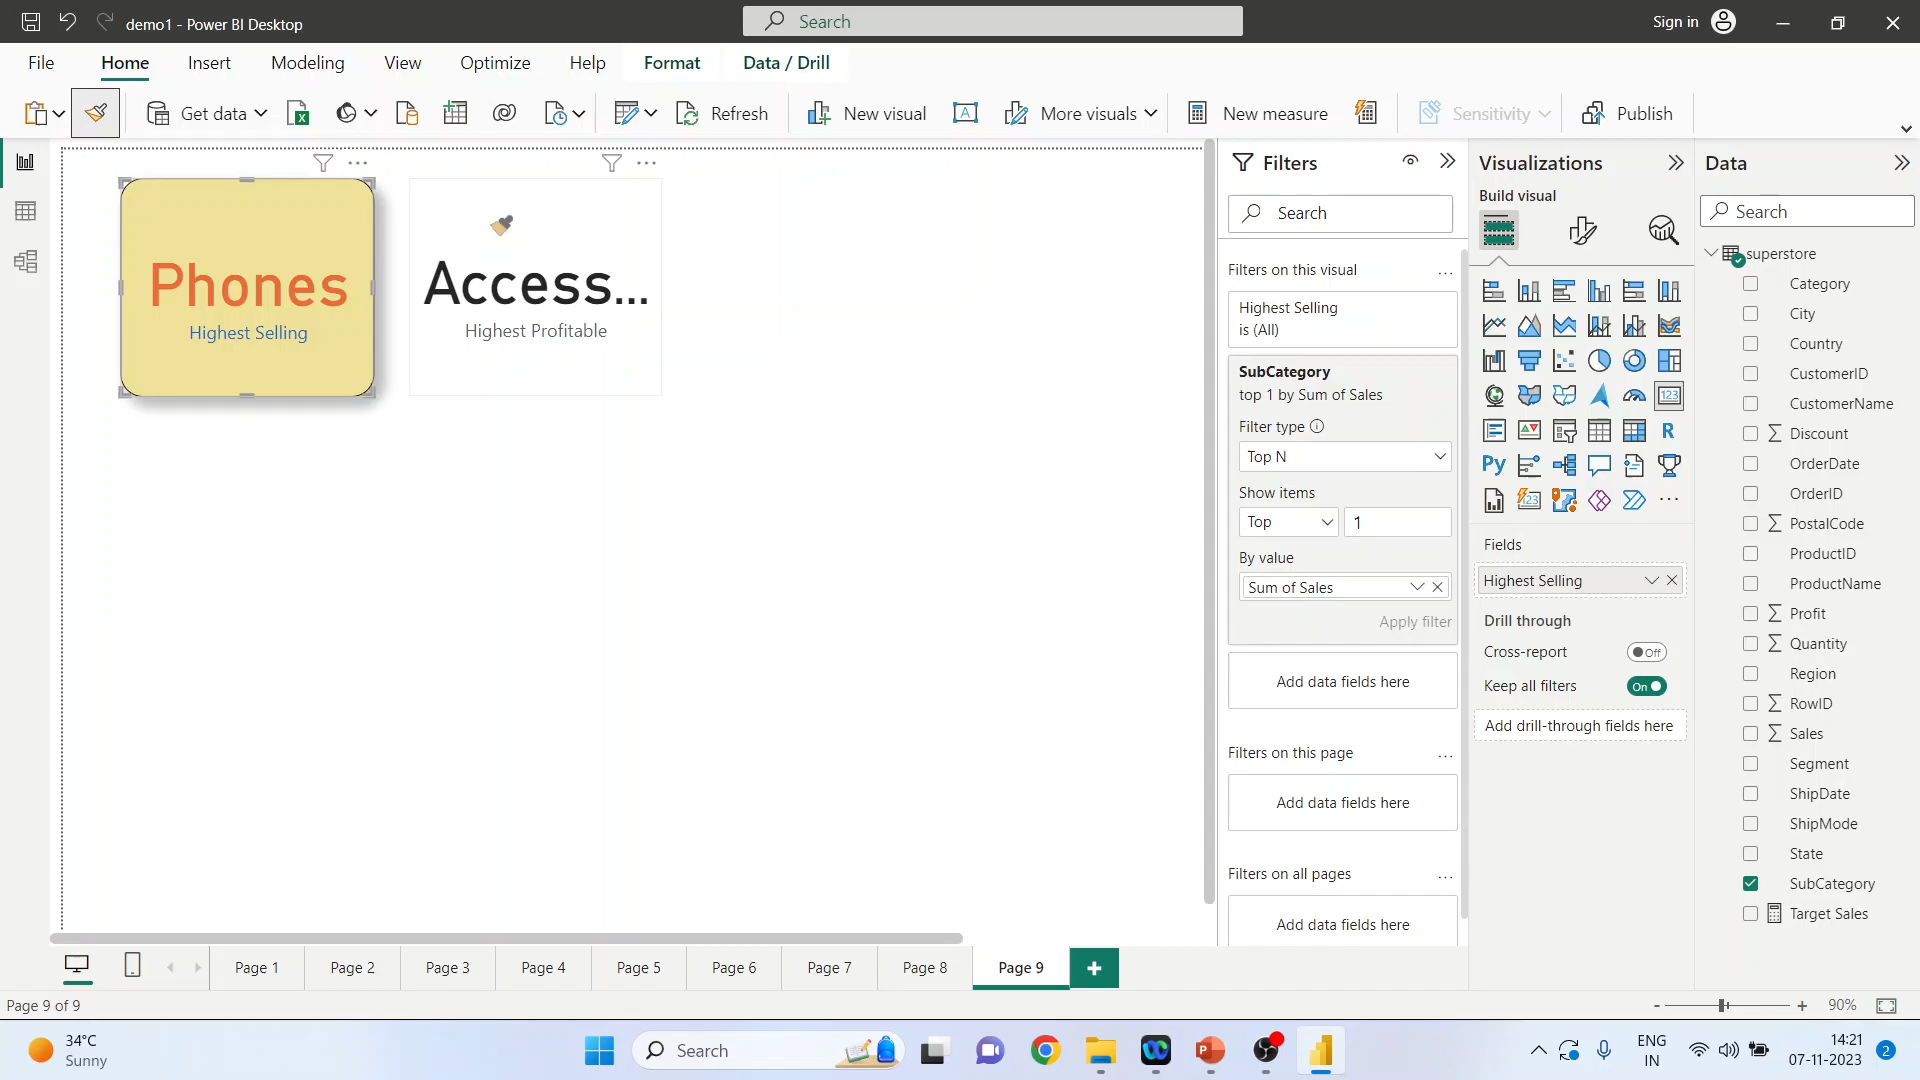 demo1 - Power BI Desktop
Search
Sign in
File
Home
Insert
Modeling
View
Optimize
Help
Format
Data / Drill
Get data
Refresh
New visual
A
More visuals
New measure
Sensitivity
Publish
Phones
Highest Selling
Access...
Highest Profitable
Filters
Search
Filters on this visual
...
Highest Selling
is (All)
SubCategory
top 1 by Sum of Sales
Filter type
Top N
Show items
Top
1
By value
Sum of Sales
Apply filter
Add data fields here
Filters on this page
...
Add data fields here
Filters on all pages
...
Add data fields here
Visualizations
Build visual
123
R
Py
123
...
Fields
Highest Selling
Drill through
Cross-report
Off
Keep all filters
On
Add drill-through fields here
Data
Search
superstore
Category
City
Country
CustomerID
CustomerName
∑ Discount
OrderDate
OrderID
∑ PostalCode
ProductID
ProductName
∑ Profit
∑ Quantity
Region
∑ RowID
∑ Sales
Segment
ShipDate
ShipMode
State
SubCategory
Target Sales
Page 1
Page 2
Page 3
Page 4
Page 5
Page 6
Page 7
Page 8
Page 9
+
Page 9 of 9
-
+
90%
34°C
Sunny
Search
P
ENG
IN
14:21
07-11-2023
2